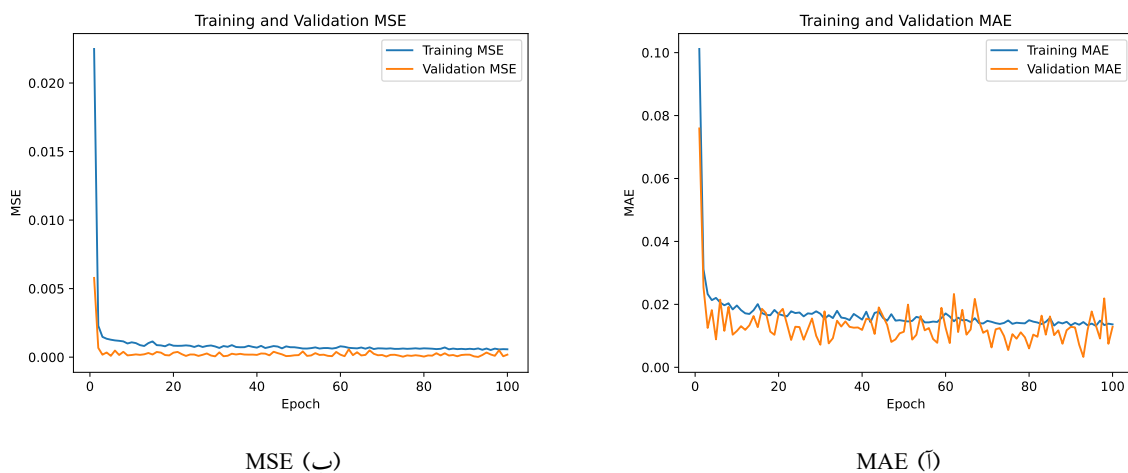 Training and Validation MSE
Training MSE
Validation MSE
0.020
0.015
0.010
0.005
0.000
MSE
0 20 40 60 80 100
Epoch
Training and Validation MAE
Training MAE
Validation MAE
0.10
0.08
0.06
0.04
0.02
0.00
MAE
0 20 40 60 80 100
Epoch
(ب) MSE
(آ) MAE